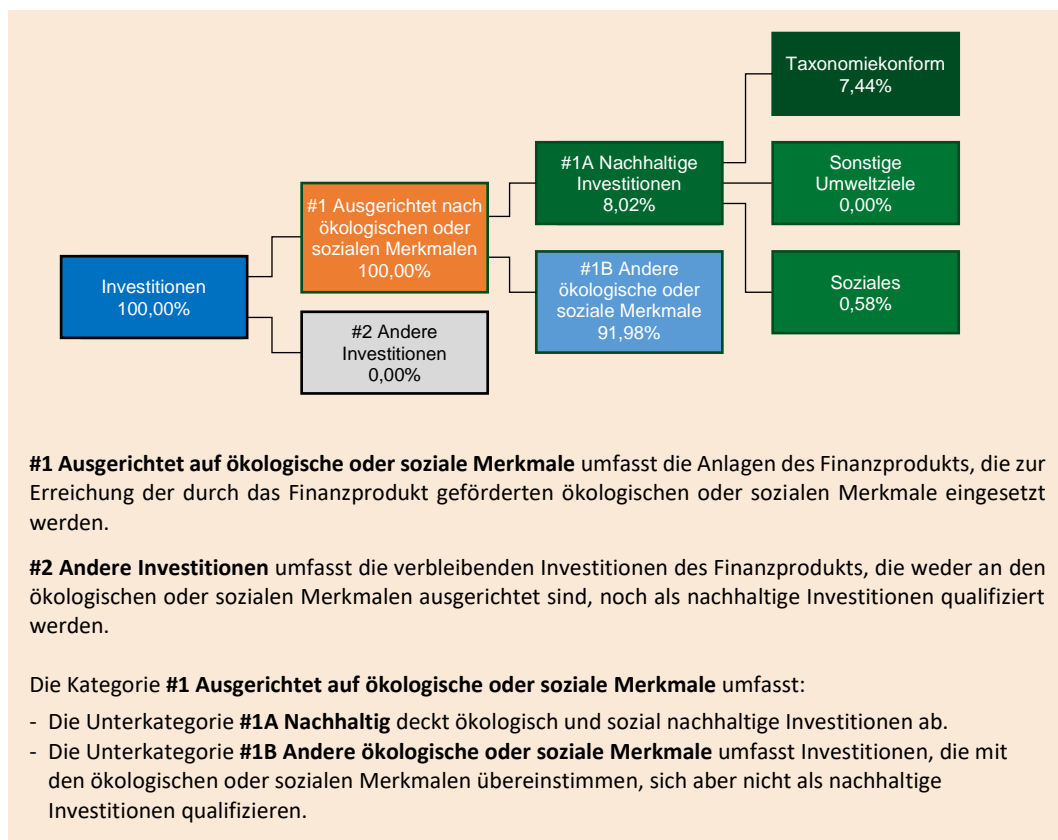 Taxonomiekonform
7,44%
#1A Nachhaltige
Investitionen
8,02%
Sonstige
Umweltziele
0,00%
#1 Ausgerichtet nach
ökologischen oder
sozialen Merkmalen
100,00%
Investitionen
100,00%
#1B Andere
ökologische oder
soziale Merkmale
91,98%
Soziales
0,58%
#2 Andere
Investitionen
0,00%
#1 Ausgerichtet auf ökologische oder soziale Merkmale umfasst die Anlagen des Finanzprodukts, die zur
Erreichung der durch das Finanzprodukt geförderten ökologischen oder sozialen Merkmale eingesetzt
werden.
#2 Andere Investitionen umfasst die verbleibenden Investitionen des Finanzprodukts, die weder an den
ökologischen oder sozialen Merkmalen ausgerichtet sind, noch als nachhaltige Investitionen qualifiziert
werden.
Die Kategorie #1 Ausgerichtet auf ökologische oder soziale Merkmale umfasst:
- Die Unterkategorie #1A Nachhaltig deckt ökologisch und sozial nachhaltige Investitionen ab.
- Die Unterkategorie #1B Andere ökologische oder soziale Merkmale umfasst Investitionen, die mit
den ökologischen oder sozialen Merkmalen übereinstimmen, sich aber nicht als nachhaltige
Investitionen qualifizieren.